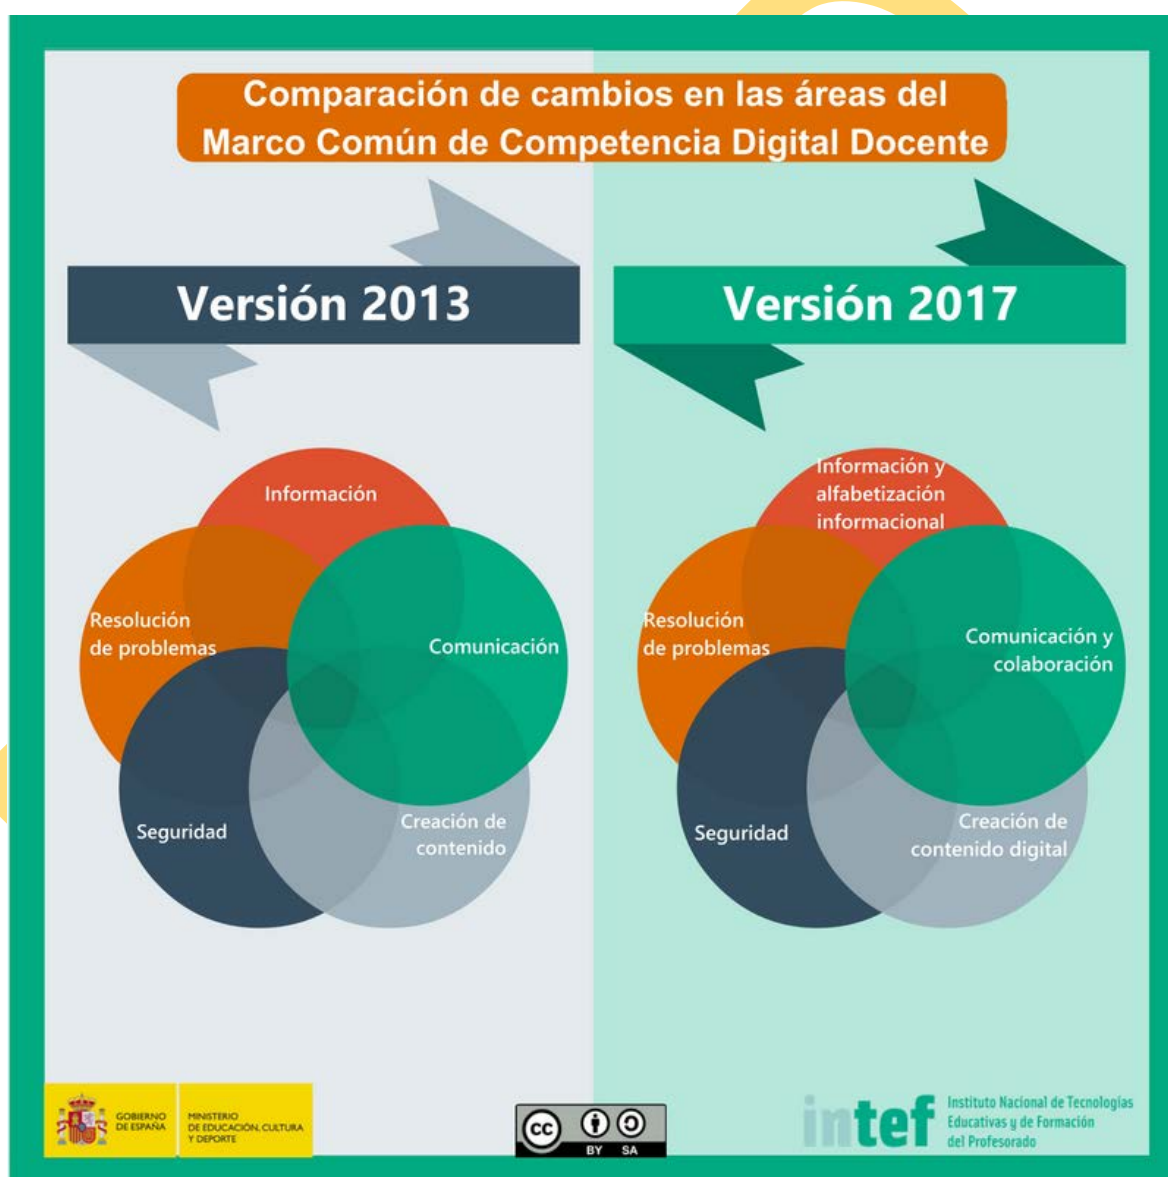 Comparación de cambios en las áreas del
Marco Común de Competencia Digital Docente
Versión 2013
Información
Resolución
de problemas
Comunicación
Seguridad
Creación de
contenido
Versión 2017
Información y
alfabetización
informacional
Resolución
de problemas
Comunicación y
colaboración
Seguridad
Creación de
contenido digital
GOBIERNO
DE ESPAÑA
MINISTERIO
DE EDUCACIÓN, CULTURA
Y DEPORTE
cc
BY SA
intef
Instituto Nacional de Tecnologías
Educativas y de Formación
del Profesorado